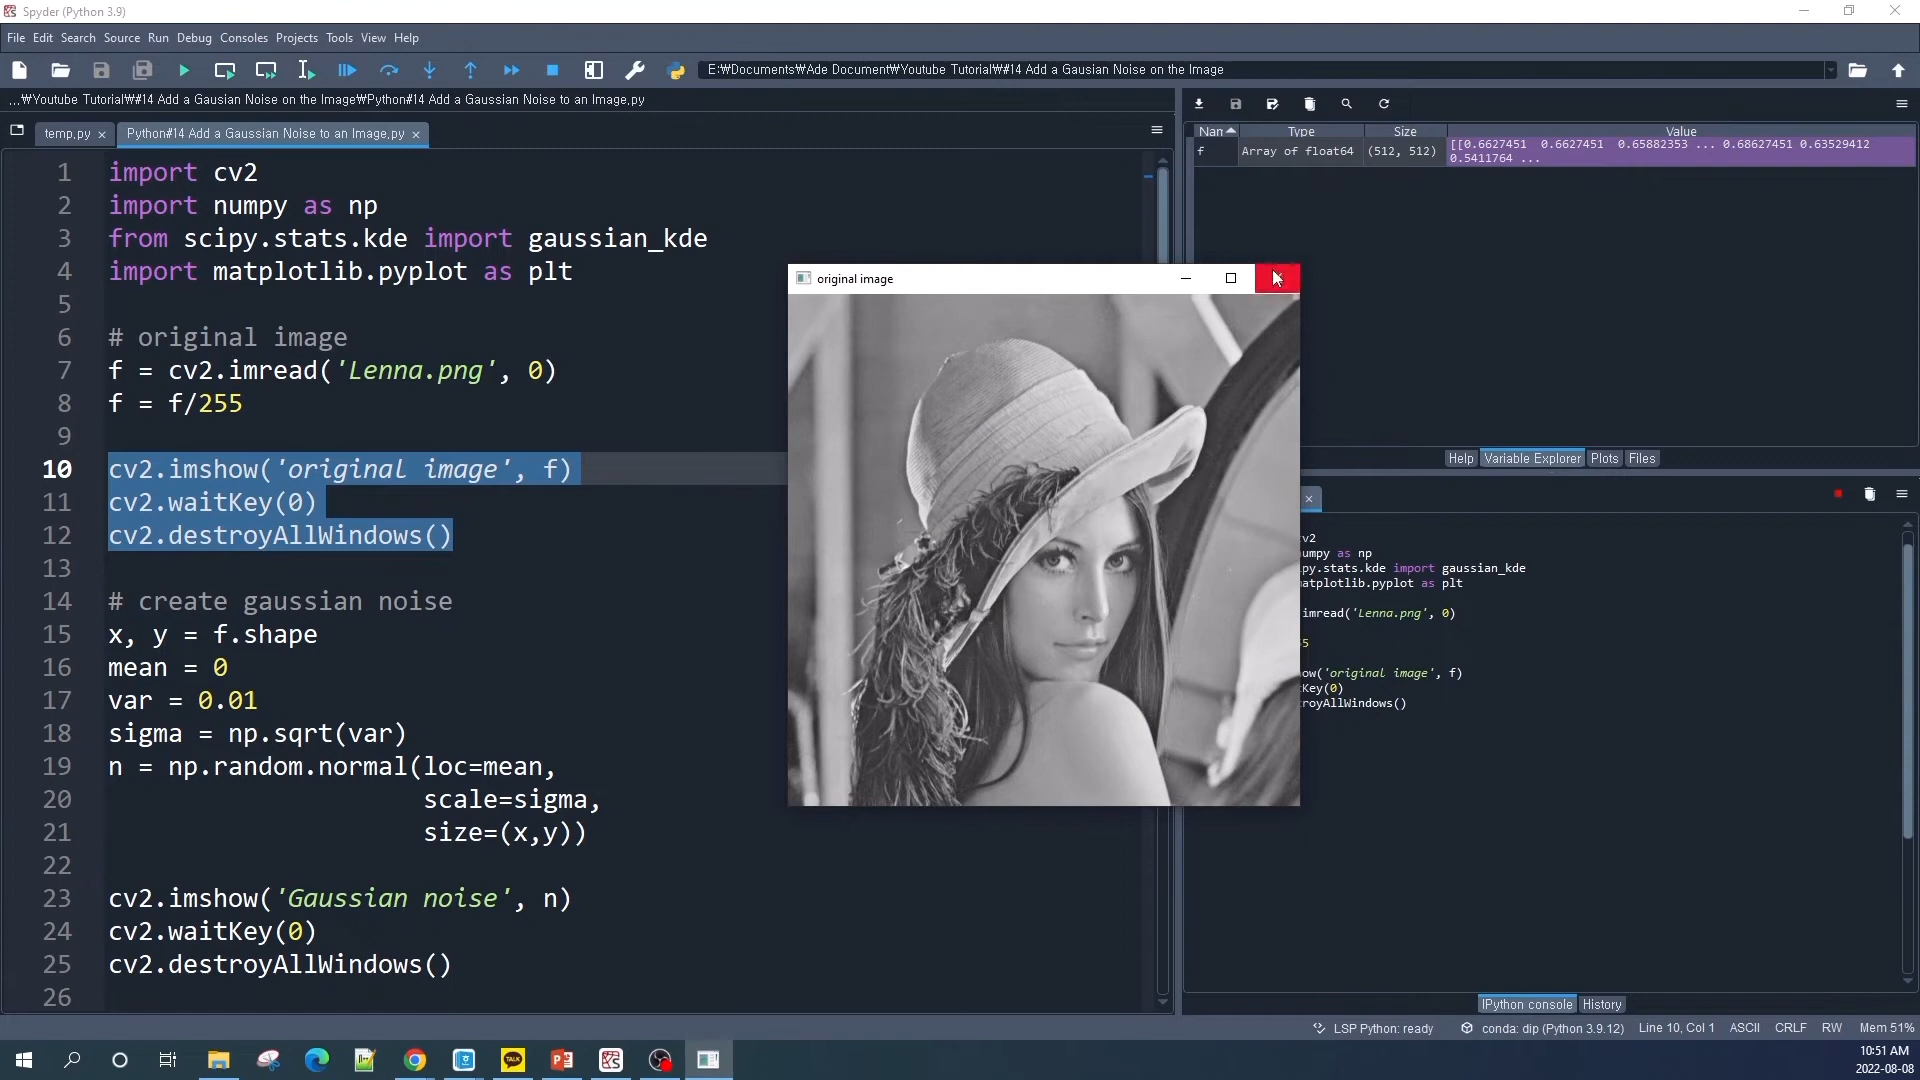 Spyder (Python 3.9)
File Edit Search Source Run Debug Consoles Projects Tools View Help
E:₩Documents₩Ade Document₩Youtube Tutorial₩#14 Add a Gausian Noise on the Image
...₩Youtube Tutorial₩#14 Add a Gausian Noise on the Image₩Python#14 Add a Gaussian Noise to an Image.py
temp.py
Python#14 Add a Gaussian Noise to an Image.py
1 import cv2
2 import numpy as np
3 from scipy.stats.kde import gaussian_kde
4 import matplotlib.pyplot as plt
5
6 # original image
7 f = cv2.imread('Lenna.png', 0)
8 f = f/255
9
10 cv2.imshow('original image', f)
11 cv2.waitKey(0)
12 cv2.destroyAllWindows()
13
14 # create gaussian noise
15 x, y = f.shape
16 mean = 0
17 var = 0.01
18 sigma = np.sqrt(var)
19 n = np.random.normal(loc=mean,
20 scale=sigma,
21 size=(x,y))
22
23 cv2.imshow('Gaussian noise', n)
24 cv2.waitKey(0)
25 cv2.destroyAllWindows()
26
original image
Nam Type Size Value
f Array of float64 (512, 512) [[0.6627451 0.6627451 0.65882353 ... 0.68627451 0.63529412
0.5411764 ...
Help Variable Explorer Plots Files
v2
umpy as np
py.stats.kde import gaussian_kde
atplotlib.pyplot as plt
imread('Lenna.png', 0)
5
ow('original image', f)
Key(0)
royAllWindows()
IPython console History
LSP Python: ready conda: dip (Python 3.9.12) Line 10, Col 1 ASCII CRLF RW Mem 51%
TALK
10:51 AM
2022-08-08